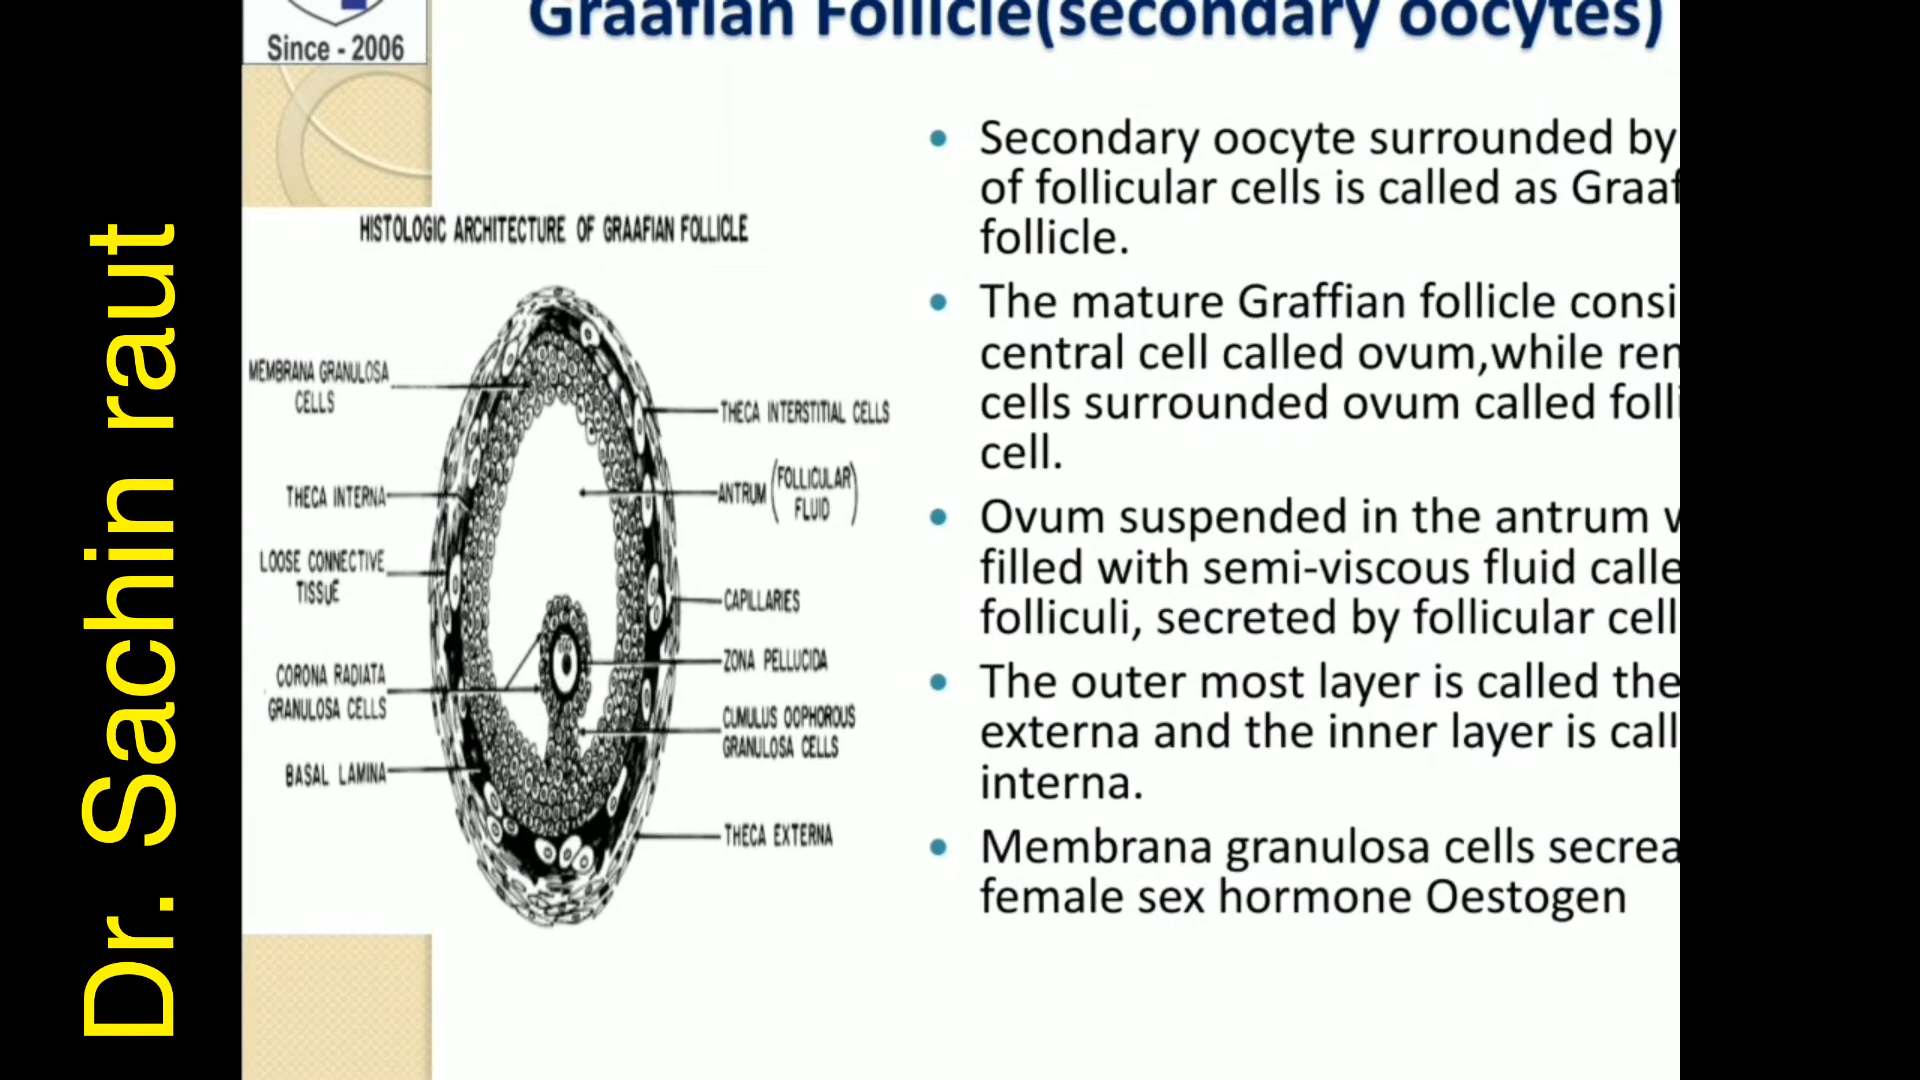 Dr. Sachin raut
Since - 2006
Graafian Follicle(secondary oocytes)
HISTOLOGIC ARCHITECTURE OF GRAAFIAN FOLLICLE
MEMBRANA GRANULOSA
CELLS
THECA INTERNA
LOOSE CONNECTIVE
TISSUE
CORONA RADIATA
GRANULOSA CELLS
BASAL LAMINA
THECA INTERSTITIAL CELLS
ANTRUM (FOLLICULAR
FLUID)
CAPILLARIES
ZONA PELLUCIDA
CUMULUS OOPHOROUS
GRANULOSA CELLS
THECA EXTERNA
• Secondary oocyte surrounded by
of follicular cells is called as Graaf
follicle.
• The mature Graffian follicle consi
central cell called ovum,while
cells surrounded ovum called folli
cell.
• Ovum suspended in the antrum
filled with semi-viscous fluid calle
folliculi, secreted by follicular cell
• The outer most layer is called the
externa and the inner layer is call
interna.
• Membrana granulosa cells secrea
female sex hormone Oestogen